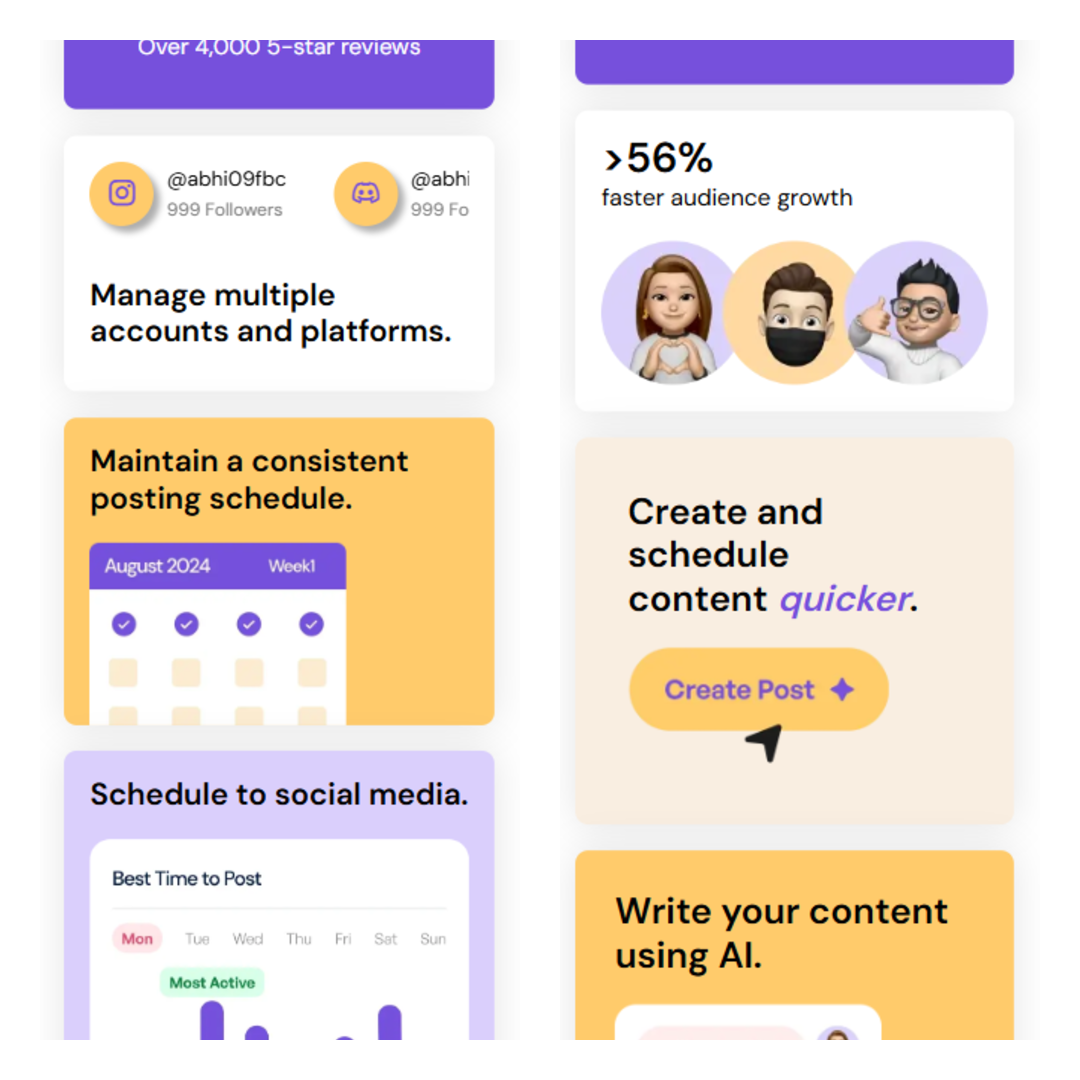 Over 4,000 5-star reviews
@abhi09fbc
999 Followers
@abhi
999 Fo
Manage multiple
accounts and platforms.
Maintain a consistent
posting schedule.
August 2024 Week1
Schedule to social media.
Best Time to Post
Mon Tue Wed Thu Fri Sat Sun
Most Active
>56%
faster audience growth
Create and
schedule
content quicker.
Create Post
Write your content
using AI.